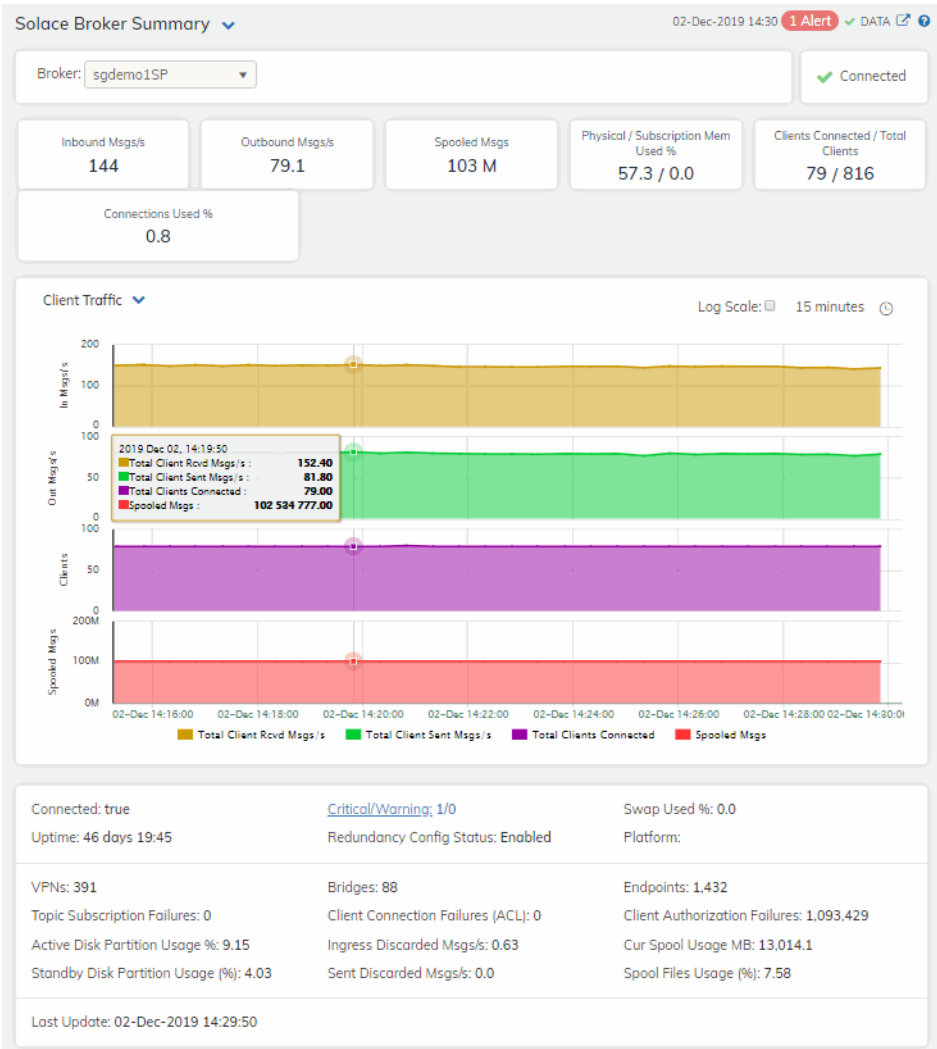 Solace Broker Summary
02-Dec-2019 14:30 1 Alert DATA
Broker: sgdemo1SP
Connected
Inbound Msgs/s
144
Outbound Msgs/s
79.1
Spooled Msgs
103 M
Physical / Subscription Mem
Used %
57.3 / 0.0
Clients Connected / Total
Clients
79 / 816
Connections Used %
0.8
Client Traffic
Log Scale: 15 minutes
In Msgs/s
200
100
0
Out Msgs/s
100
50
0
2019 Dec 02, 14:19:50
Total Client Rcvd Msgs/s : 152.40
Total Client Sent Msgs/s : 81.80
Total Clients Connected : 79.00
Spooled Msgs : 102 534 777.00
Clients
100
50
0
Spooled Msgs
200M
100M
0M
02-Dec 14:16:00 02-Dec 14:18:00 02-Dec 14:20:00 02-Dec 14:22:00 02-Dec 14:24:00 02-Dec 14:26:00 02-Dec 14:28:00 02-Dec 14:30:00
Total Client Rcvd Msgs/s Total Client Sent Msgs/s Total Clients Connected Spooled Msgs
Connected: true Critical/Warning: 1/0 Swap Used %: 0.0
Uptime: 46 days 19:45 Redundancy Config Status: Enabled Platform:
VPNs: 391 Bridges: 88 Endpoints: 1,432
Topic Subscription Failures: 0 Client Connection Failures (ACL): 0 Client Authorization Failures: 1,093,429
Active Disk Partition Usage %: 9.15 Ingress Discarded Msgs/s: 0.63 Cur Spool Usage MB: 13,014.1
Standby Disk Partition Usage (%): 4.03 Sent Discarded Msgs/s: 0.0 Spool Files Usage (%): 7.58
Last Update: 02-Dec-2019 14:29:50